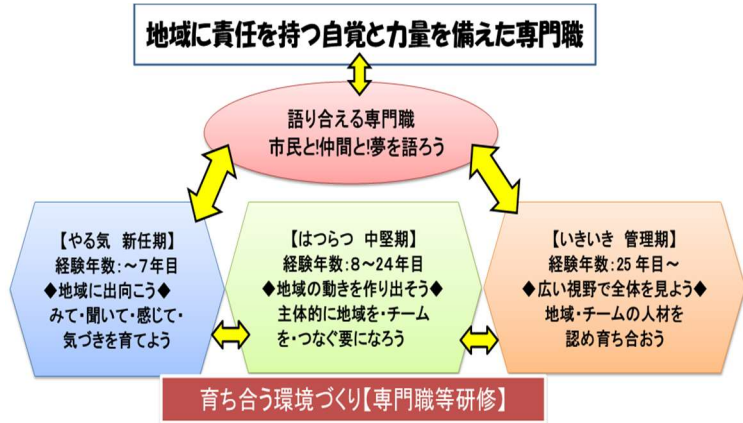 地域に責任を持つ自覚と力量を備えた専門職
語り合える専門職
市民と!仲間と!夢を語ろう
【やる気 新任期】
経験年数:～7年目
◆地域に出向こう◆
みて・聞いて・感じて・
気づきを育てよう
【はつらつ 中堅期】
経験年数:8～24年目
◆地域の動きを作り出そう◆
主体的に地域を・チーム
を・つなぐ要になろう
【いきいき 管理期】
経験年数:25年目～
◆広い視野で全体を見よう◆
地域・チームの人材を
認め育ち合おう
育ち合う環境づくり【専門職等研修】